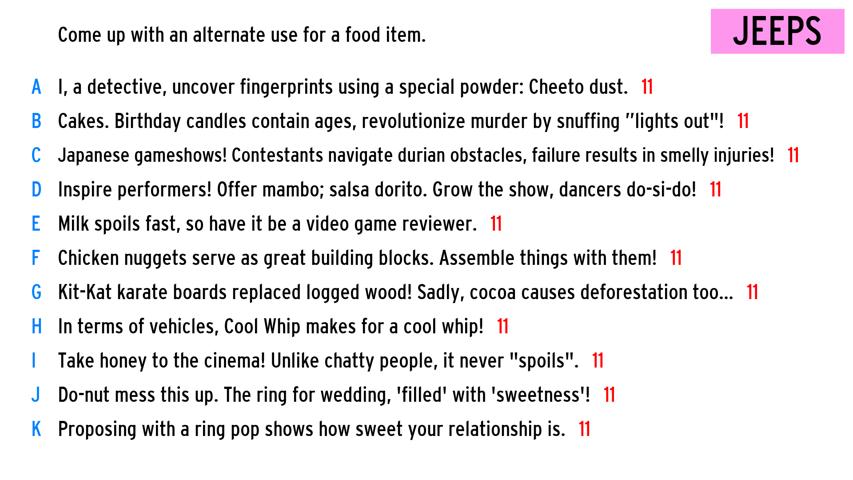 Come up with an alternate use for a food item.
JEEPS
A I, a detective, uncover fingerprints using a special powder: Cheeto dust. 11
B Cakes. Birthday candles contain ages, revolutionize murder by snuffing "lights out"! 11
C Japanese gameshows! Contestants navigate durian obstacles, failure results in smelly injuries! 11
D Inspire performers! Offer mambo; salsa dorito. Grow the show, dancers do-si-do! 11
E Milk spoils fast, so have it be a video game reviewer. 11
F Chicken nuggets serve as great building blocks. Assemble things with them! 11
G Kit-Kat karate boards replaced logged wood! Sadly, cocoa causes deforestation too... 11
H In terms of vehicles, Cool Whip makes for a cool whip! 11
I Take honey to the cinema! Unlike chatty people, it never "spoils". 11
J Do-nut mess this up. The ring for wedding, 'filled' with 'sweetness'! 11
K Proposing with a ring pop shows how sweet your relationship is. 11